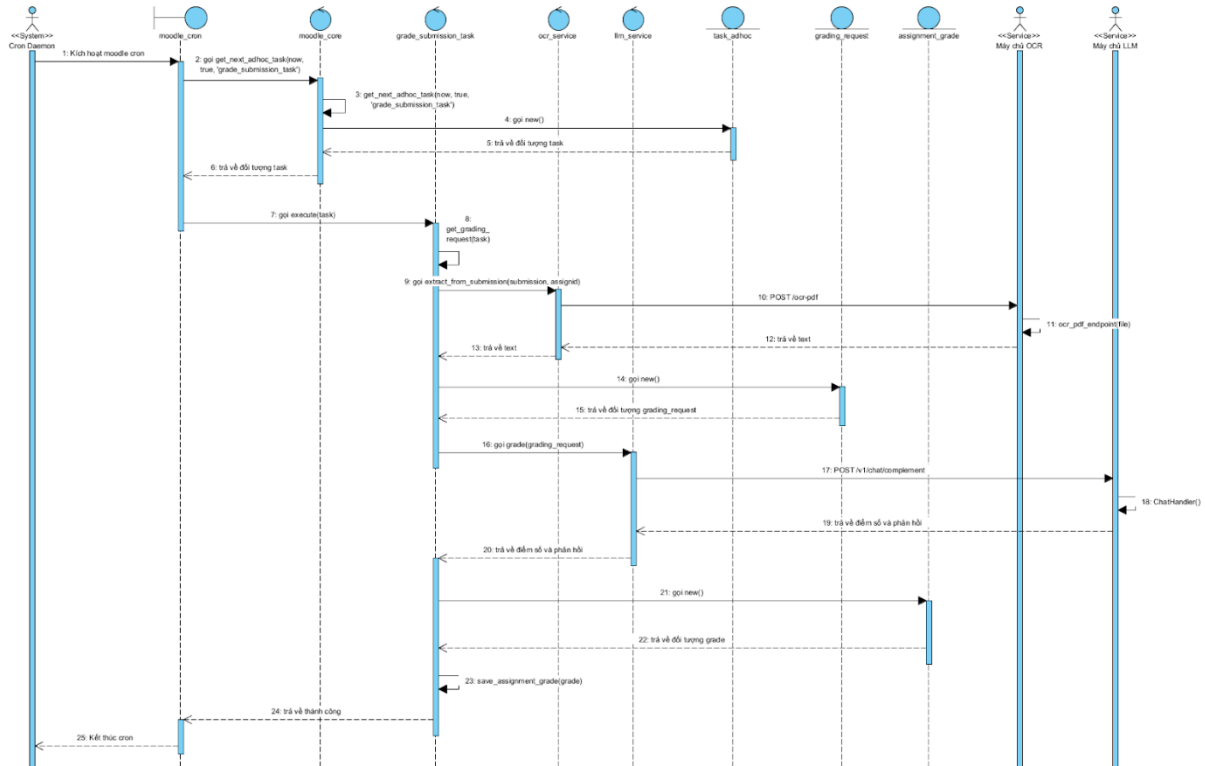 <<System>>
Cron Daemon
moodle_cron
moodle_core
grade_submission_task
ocr_service
llm_service
task_adhoc
grading_request
assignment_grade
<<Service>>
Máy chủ OCR
<<Service>>
Máy chủ LLM
1: Kích hoạt moodle cron
2: gọi get_next_adhoc_task(now,
true, 'grade_submission_task')
3: get_next_adhoc_task(now, true,
'grade_submission_task')
4: gọi new()
5: trả về đối tượng task
6: trả về đối tượng task
7: gọi execute(task)
8:
get_grading_
request(task)
9: gọi extract_from_submission(submission, assignid)
10: POST /ocr-pdf
11: ocr_pdf_endpoint(file)
12: trả về text
13: trả về text
14: gọi new()
15: trả về đối tượng grading_request
16: gọi grade(grading_request)
17: POST /v1/chat/complement
18: ChatHandler()
19: trả về điểm số và phản hồi
20: trả về điểm số và phản hồi
21: gọi new()
22: trả về đối tượng grade
23: save_assignment_grade(grade)
24: trả về thành công
25: Kết thúc cron